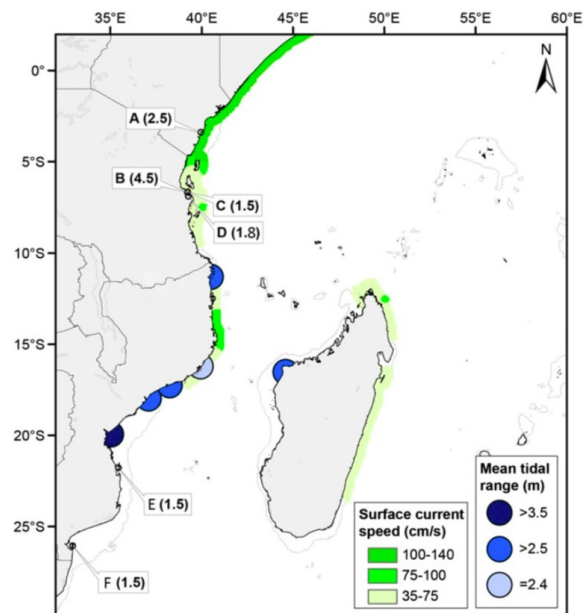 35°E 40°E 45°E 50°E 55°E 60°E
N
0°
A (2.5)
5°S
B (4.5)
C (1.5)
D (1.8)
10°S
15°S
20°S
E (1.5)
25°S
F (1.5)
Surface current
speed (cm/s)
100-140
75-100
35-75
Mean tidal
range (m)
>3.5
>2.5
=2.4